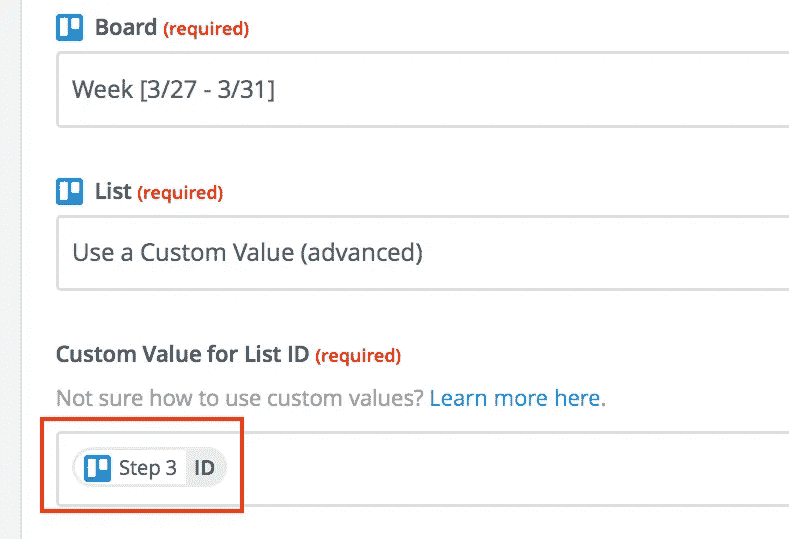 Board (required)
Week [3/27 - 3/31]
List (required)
Use a Custom Value (advanced)
Custom Value for List ID (required)
Not sure how to use custom values? Learn more here.
Step 3 ID